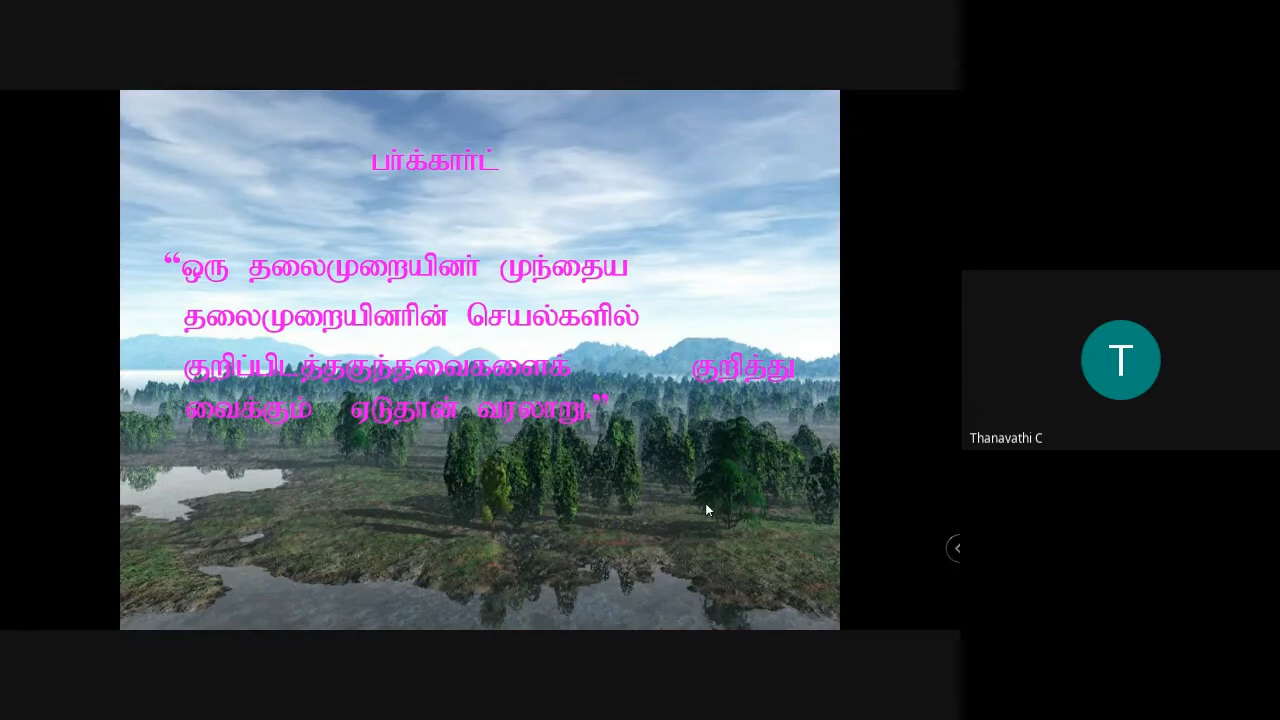 பர்க்கார்ட்
“ஒரு தலைமுறையினர் முந்தைய
தலைமுறையினரின் செயல்களில்
குறிப்பிடத்தகுந்தவைகளைக் குறித்து
வைக்கும் ஏடுதான் வரலாறு.”
T
Thanavathi C